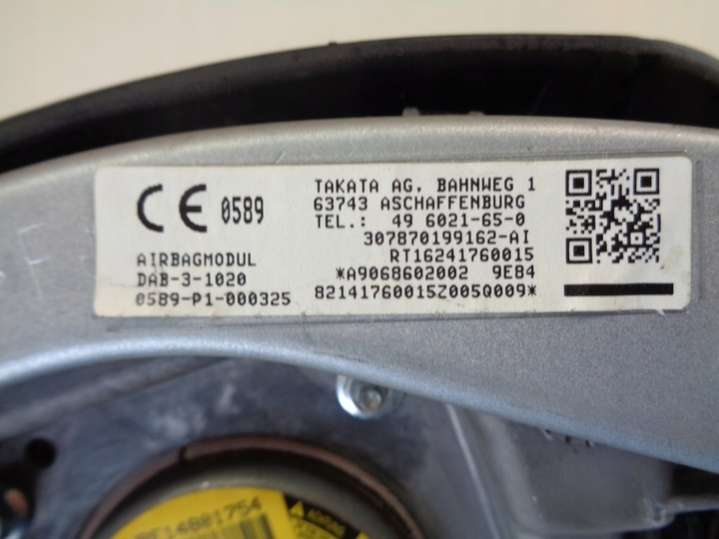 CE 0589
AIRBAGMODUL
DAB-3-1020
0589-P1-000325
TAKATA AG, BAHNWEG 1
63743 ASCHAFFENBURG
TEL.: 49 6021-65-0
307870199162-AI
RT16241760015
*A9068602002 9E84
82141760015Z005Q009*